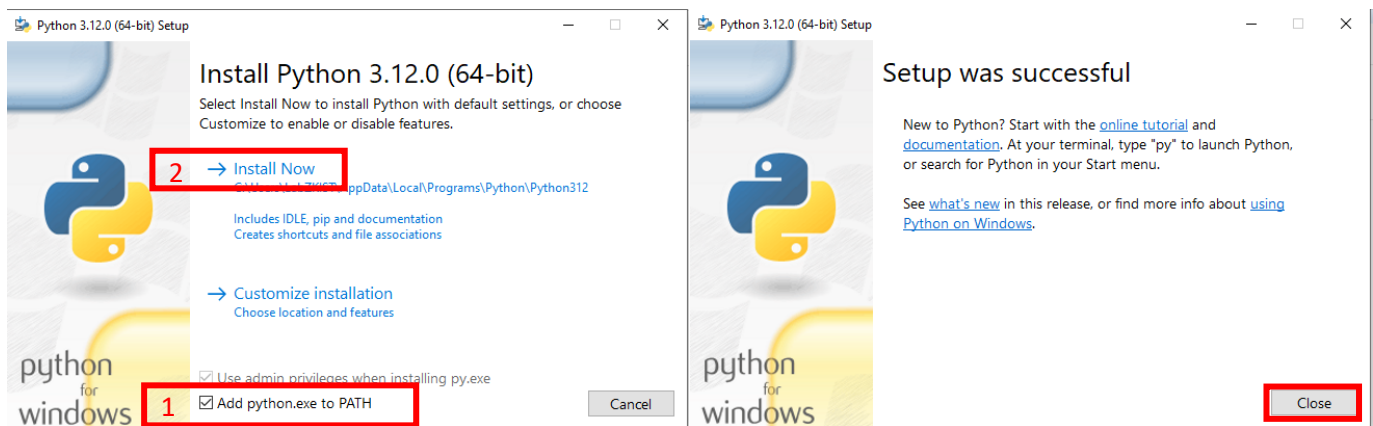 Python 3.12.0 (64-bit) Setup
Install Python 3.12.0 (64-bit)
Select Install Now to install Python with default settings, or choose
Customize to enable or disable features.
2
→ Install Now
AppData\Local\Programs\Python\Python312
Includes IDLE, pip and documentation
Creates shortcuts and file associations
→ Customize installation
Choose location and features
Use admin privileges when installing py.exe
1
Add python.exe to PATH
Cancel
python
for
windows
Python 3.12.0 (64-bit) Setup
Setup was successful
New to Python? Start with the online tutorial and
documentation. At your terminal, type "py" to launch Python,
or search for Python in your Start menu.
See what's new in this release, or find more info about using
Python on Windows.
python
for
windows
Close